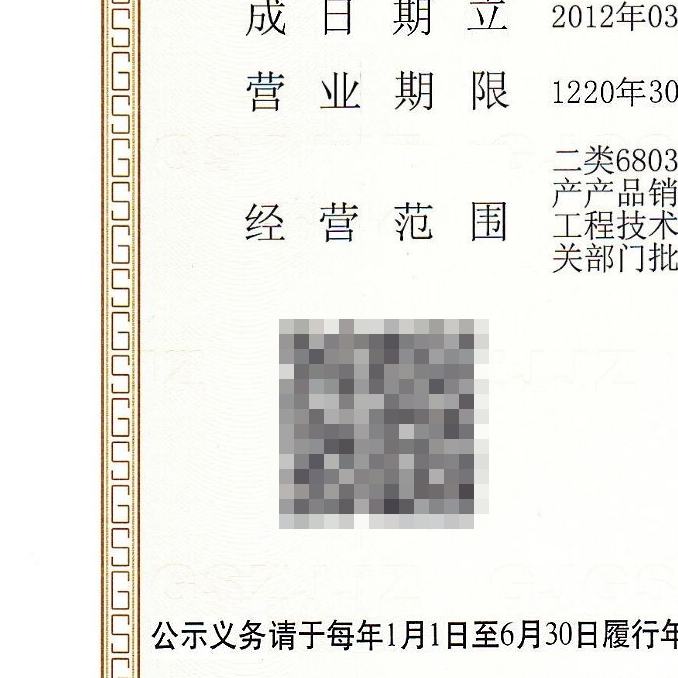 成日期立 2012年03
营业期限 1220年30
二类6803
产产品销
经营范围 工程技术
关部门批
公示义务请于每年1月1日至6月30日履行年